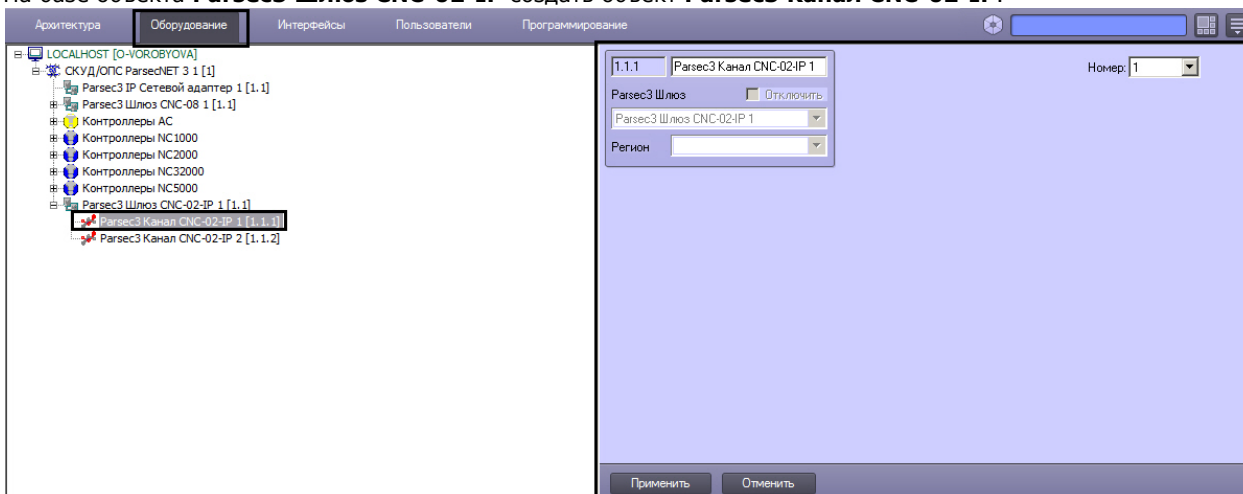 На базе объекта Parsec3 Шлюз CNC-02-IP создать объект Parsec3 Канал CNC-02-IP.
Архитектура Оборудование Интерфейсы Пользователи Программирование
LOCALHOST [O-VOROBYOVA]
СКУД/ОПС ParsecNET 3 1 [1]
Parsec3 IP Сетевой адаптер 1 [1.1]
Parsec3 Шлюз CNC-08 1 [1.1]
Контроллеры AC
Контроллеры NC1000
Контроллеры NC2000
Контроллеры NC32000
Контроллеры NC5000
Parsec3 Шлюз CNC-02-IP 1 [1.1]
Parsec3 Канал CNC-02-IP 1 [1.1.1]
Parsec3 Канал CNC-02-IP 2 [1.1.2]
1.1.1 Parsec3 Канал CNC-02-IP 1
Номер: 1
Parsec3 Шлюз Отключить
Parsec3 Шлюз CNC-02-IP 1
Регион
Применить Отменить